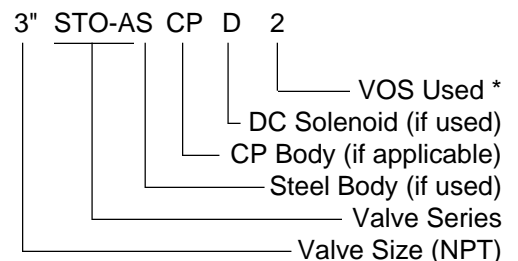 3" STO-AS CP D 2
VOS Used *
DC Solenoid (if used)
CP Body (if applicable)
Steel Body (if used)
Valve Series
Valve Size (NPT)